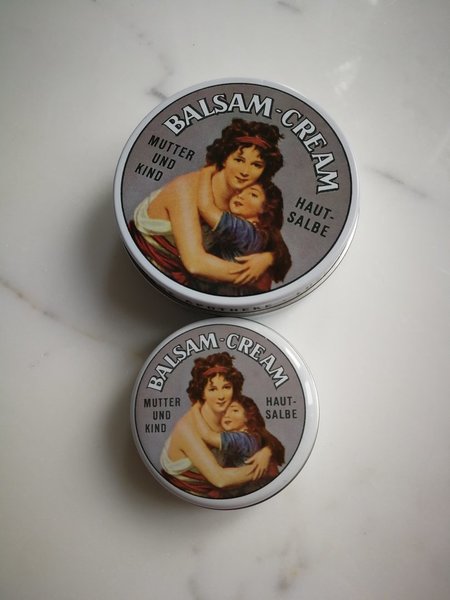 BALSAM-CREAM
MUTTER
UND
KIND
HAUT-
SALBE
BALSAM-CREAM
MUTTER
UND
KIND
HAUT-
SALBE